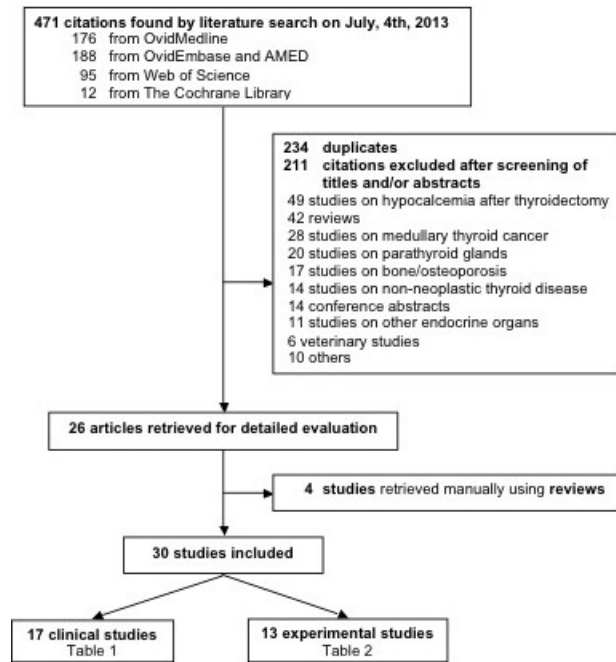 471 citations found by literature search on July, 4th, 2013
176 from OvidMedline
188 from OvidEmbase and AMED
95 from Web of Science
12 from The Cochrane Library
234 duplicates
211 citations excluded after screening of
titles and/or abstracts
49 studies on hypocalcemia after thyroidectomy
42 reviews
28 studies on medullary thyroid cancer
20 studies on parathyroid glands
17 studies on bone/osteoporosis
14 studies on non-neoplastic thyroid disease
14 conference abstracts
11 studies on other endocrine organs
6 veterinary studies
10 others
26 articles retrieved for detailed evaluation
4 studies retrieved manually using reviews
30 studies included
17 clinical studies
Table 1
13 experimental studies
Table 2